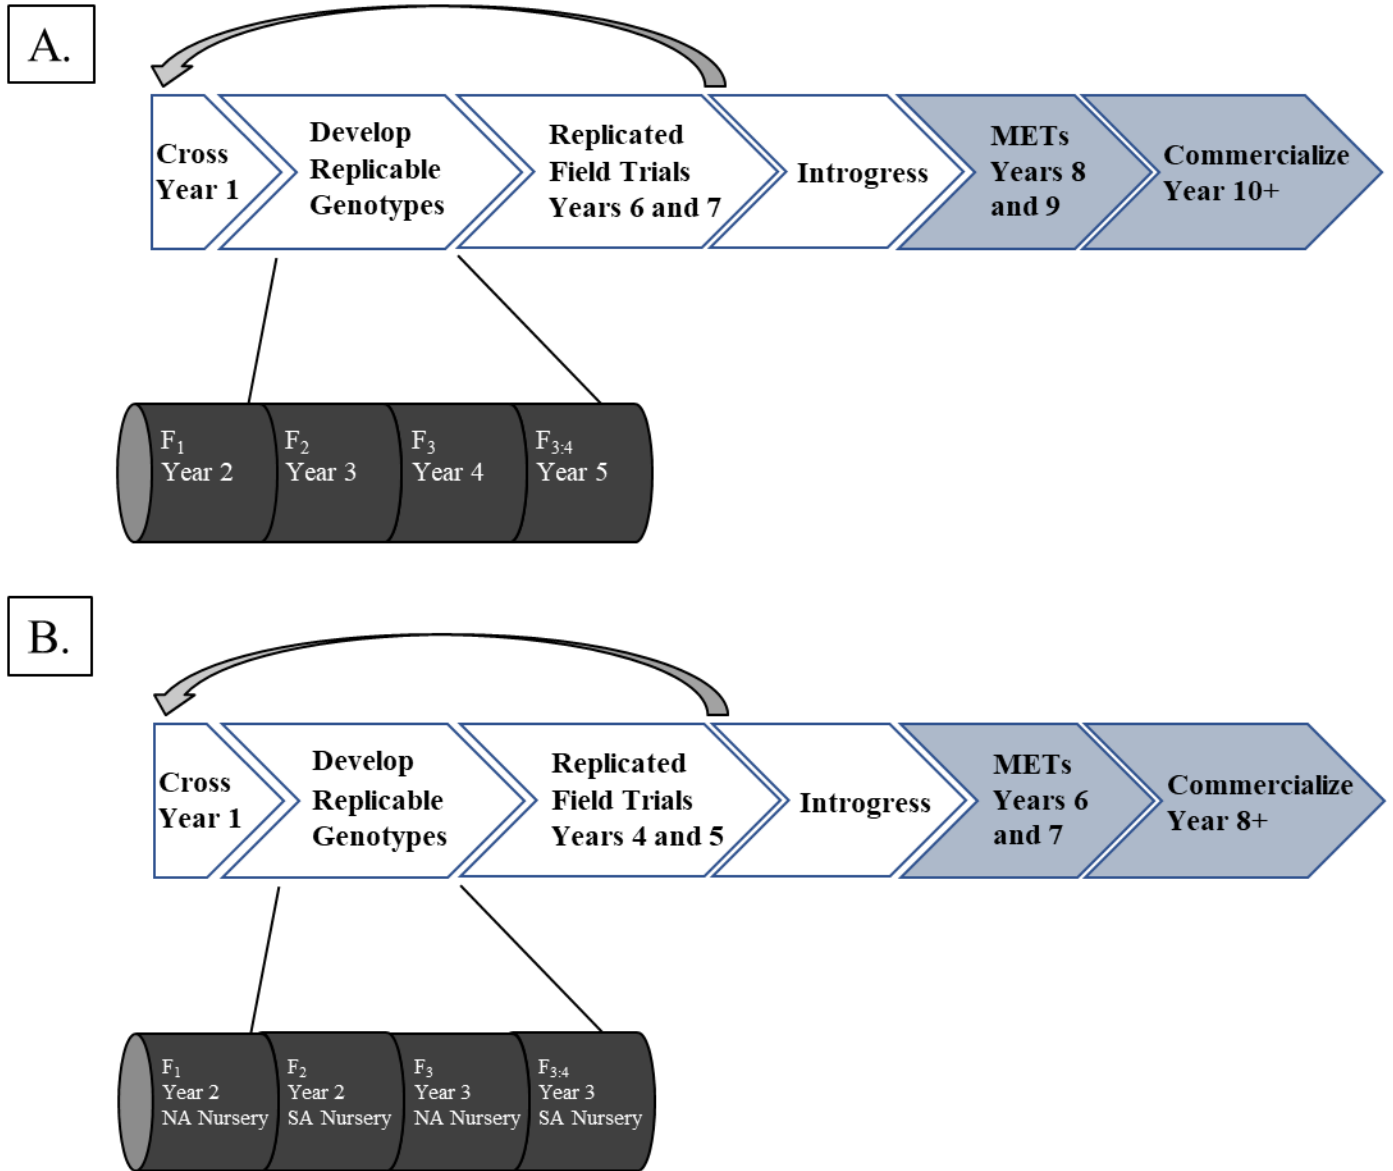 A.
Cross
Year 1
Develop
Replicable
Genotypes
Replicated
Field Trials
Years 6 and 7
Introgress
METs
Years 8
and 9
Commercialize
Year 10+
F1
Year 2
F2
Year 3
F3
Year 4
F3:4
Year 5
B.
Cross
Year 1
Develop
Replicable
Genotypes
Replicated
Field Trials
Years 4 and 5
Introgress
METs
Years 6
and 7
Commercialize
Year 8+
F1
Year 2
NA Nursery
F2
Year 2
SA Nursery
F3
Year 3
NA Nursery
F3:4
Year 3
SA Nursery